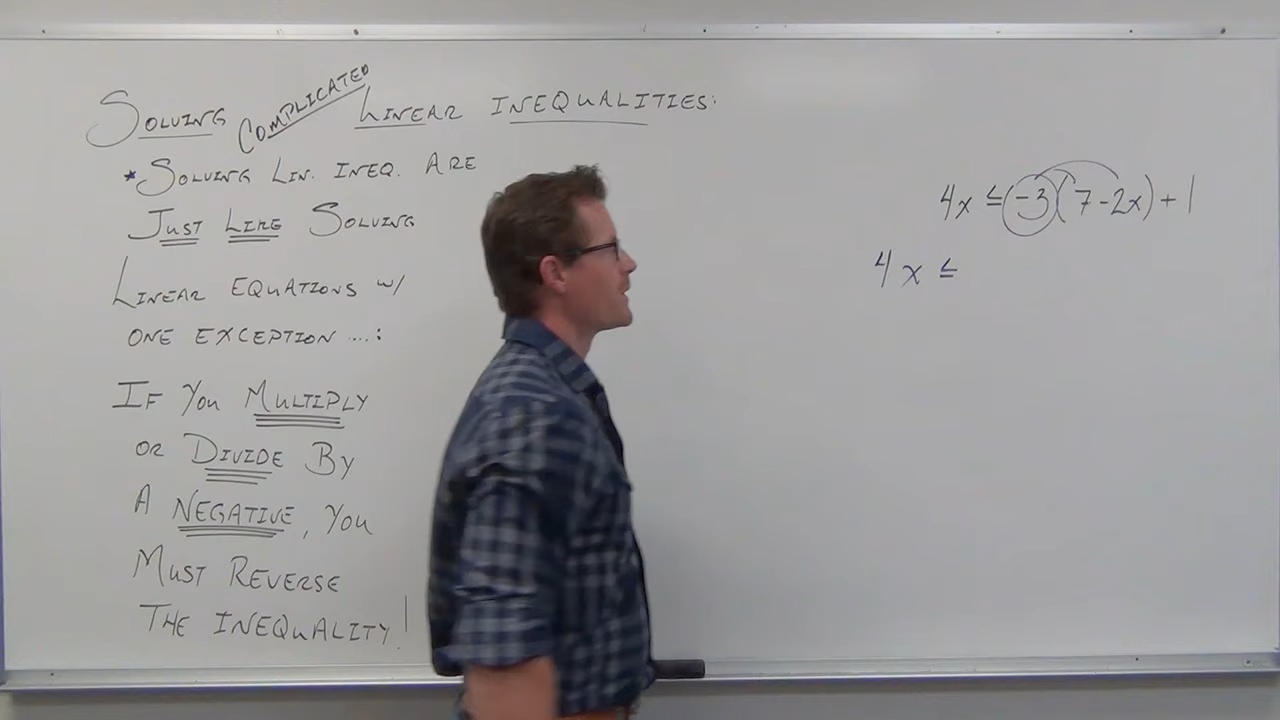 SOLVING COMPLICATED LINEAR INEQUALITIES:
* SOLVING LIN. INEQ. ARE
JUST LIKE SOLVING
LINEAR EQUATIONS W/
ONE EXCEPTION ....:
IF YOU MULTIPLY
OR DIVIDE BY
A NEGATIVE, YOU
MUST REVERSE
THE INEQUALITY!
4x ≤ -3(7-2x)+1
4x ≤